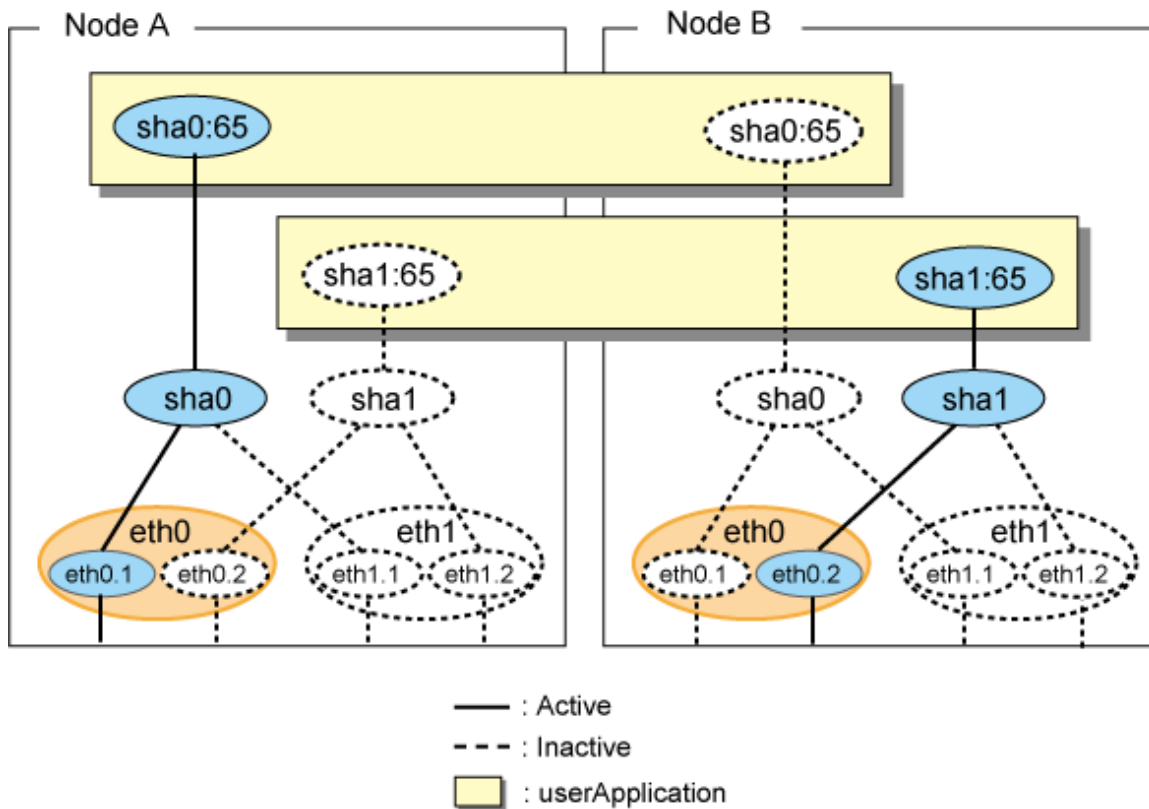 Node A
Node B
sha0:65
sha0:65
sha1:65
sha1:65
sha0
sha1
sha0
sha1
eth0
eth1
eth0
eth1
eth0.1
eth0.2
eth1.1
eth1.2
eth0.1
eth0.2
eth1.1
eth1.2
: Active
: Inactive
: userApplication